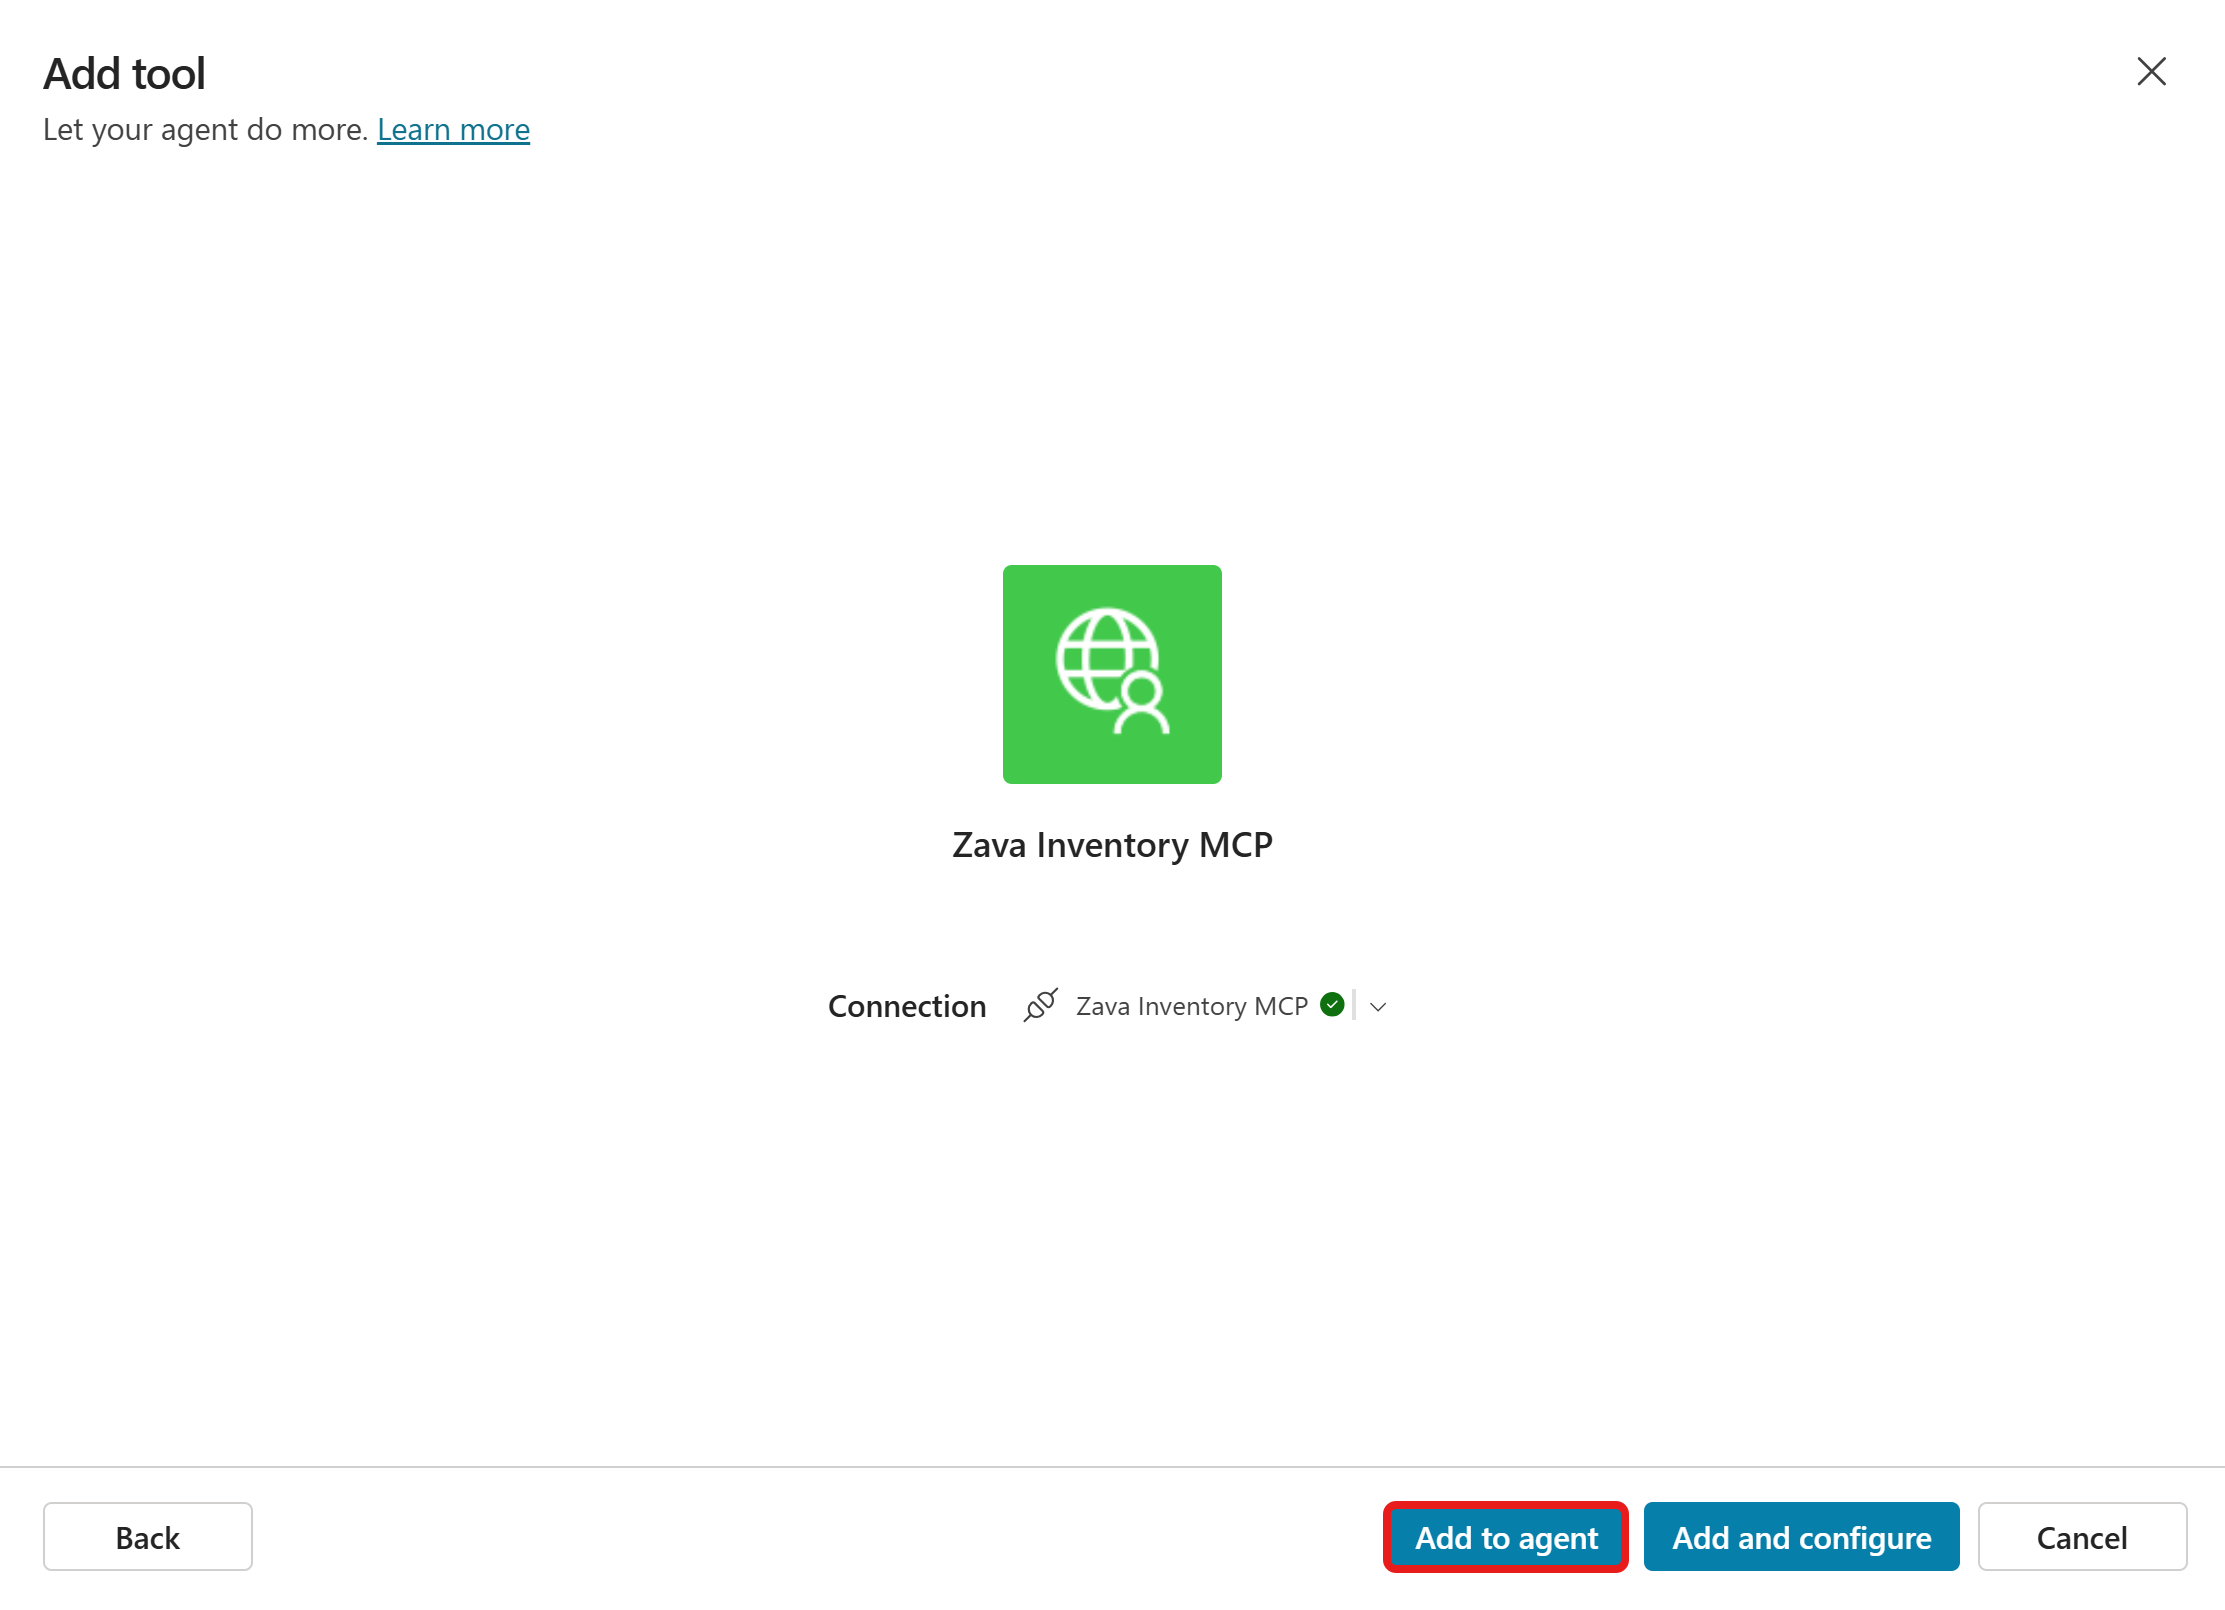 Add tool
Let your agent do more. Learn more
Zava Inventory MCP
Connection Zava Inventory MCP
Back Add to agent Add and configure Cancel